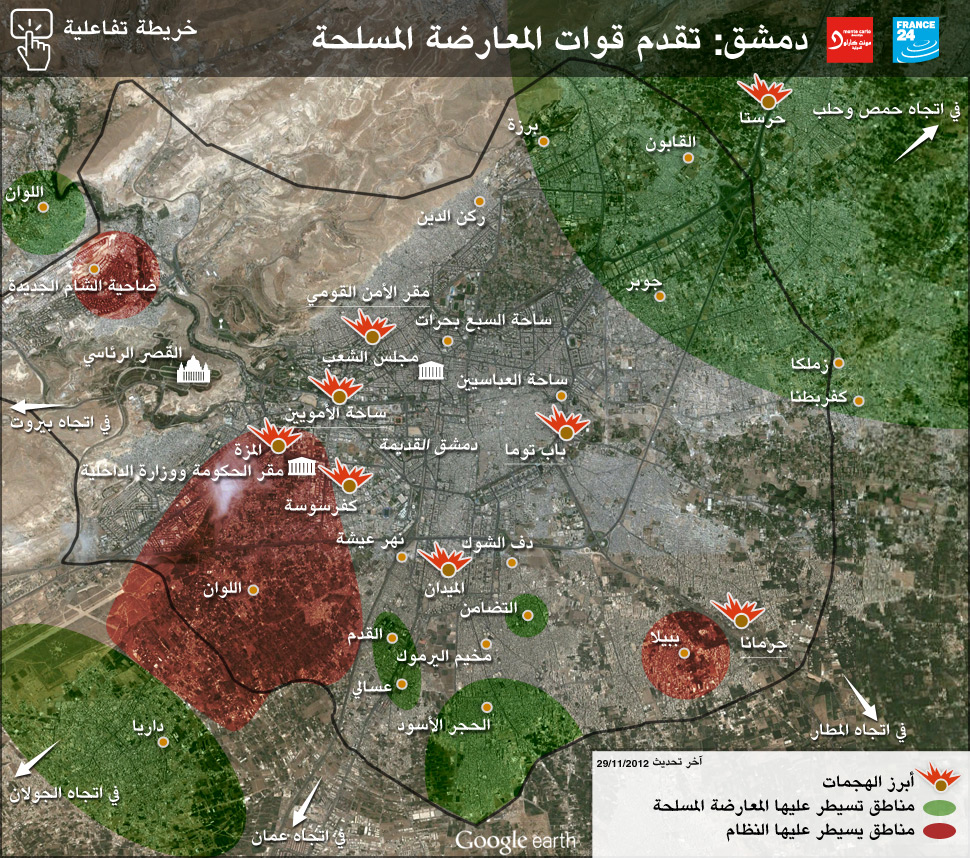 خريطة تفاعلية
دمشق: تقدم قوات المعارضة المسلحة
monte carlo
مونت كارلو
الدولية
FRANCE
24
حرستا
في اتجاه حمص وحلب
برزة
القابون
اللوان
ركن الدين
ضاحية الشام الجديدة
جوبر
مقر الأمن القومي
ساحة السبع بحرات
القصر الرئاسي
مجلس الشعب
زملكا
ساحة العباسيين
كفربطنا
في اتجاه بيروت
ساحة الأمويين
المزة
دمشق القديمة
باب توما
مقر الحكومة ووزارة الداخلية
كفرسوسة
نهر عيشة
دف الشوك
اللوان
الميدان
التضامن
القدم
ببيلا
جرمانا
مخيم اليرموك
عسالي
داريا
الحجر الأسود
في اتجاه المطار
في اتجاه الجولان
في اتجاه عمان
Google earth
آخر تحديث 29/11/2012
أبرز الهجمات
مناطق تسيطر عليها المعارضة المسلحة
مناطق يسيطر عليها النظام